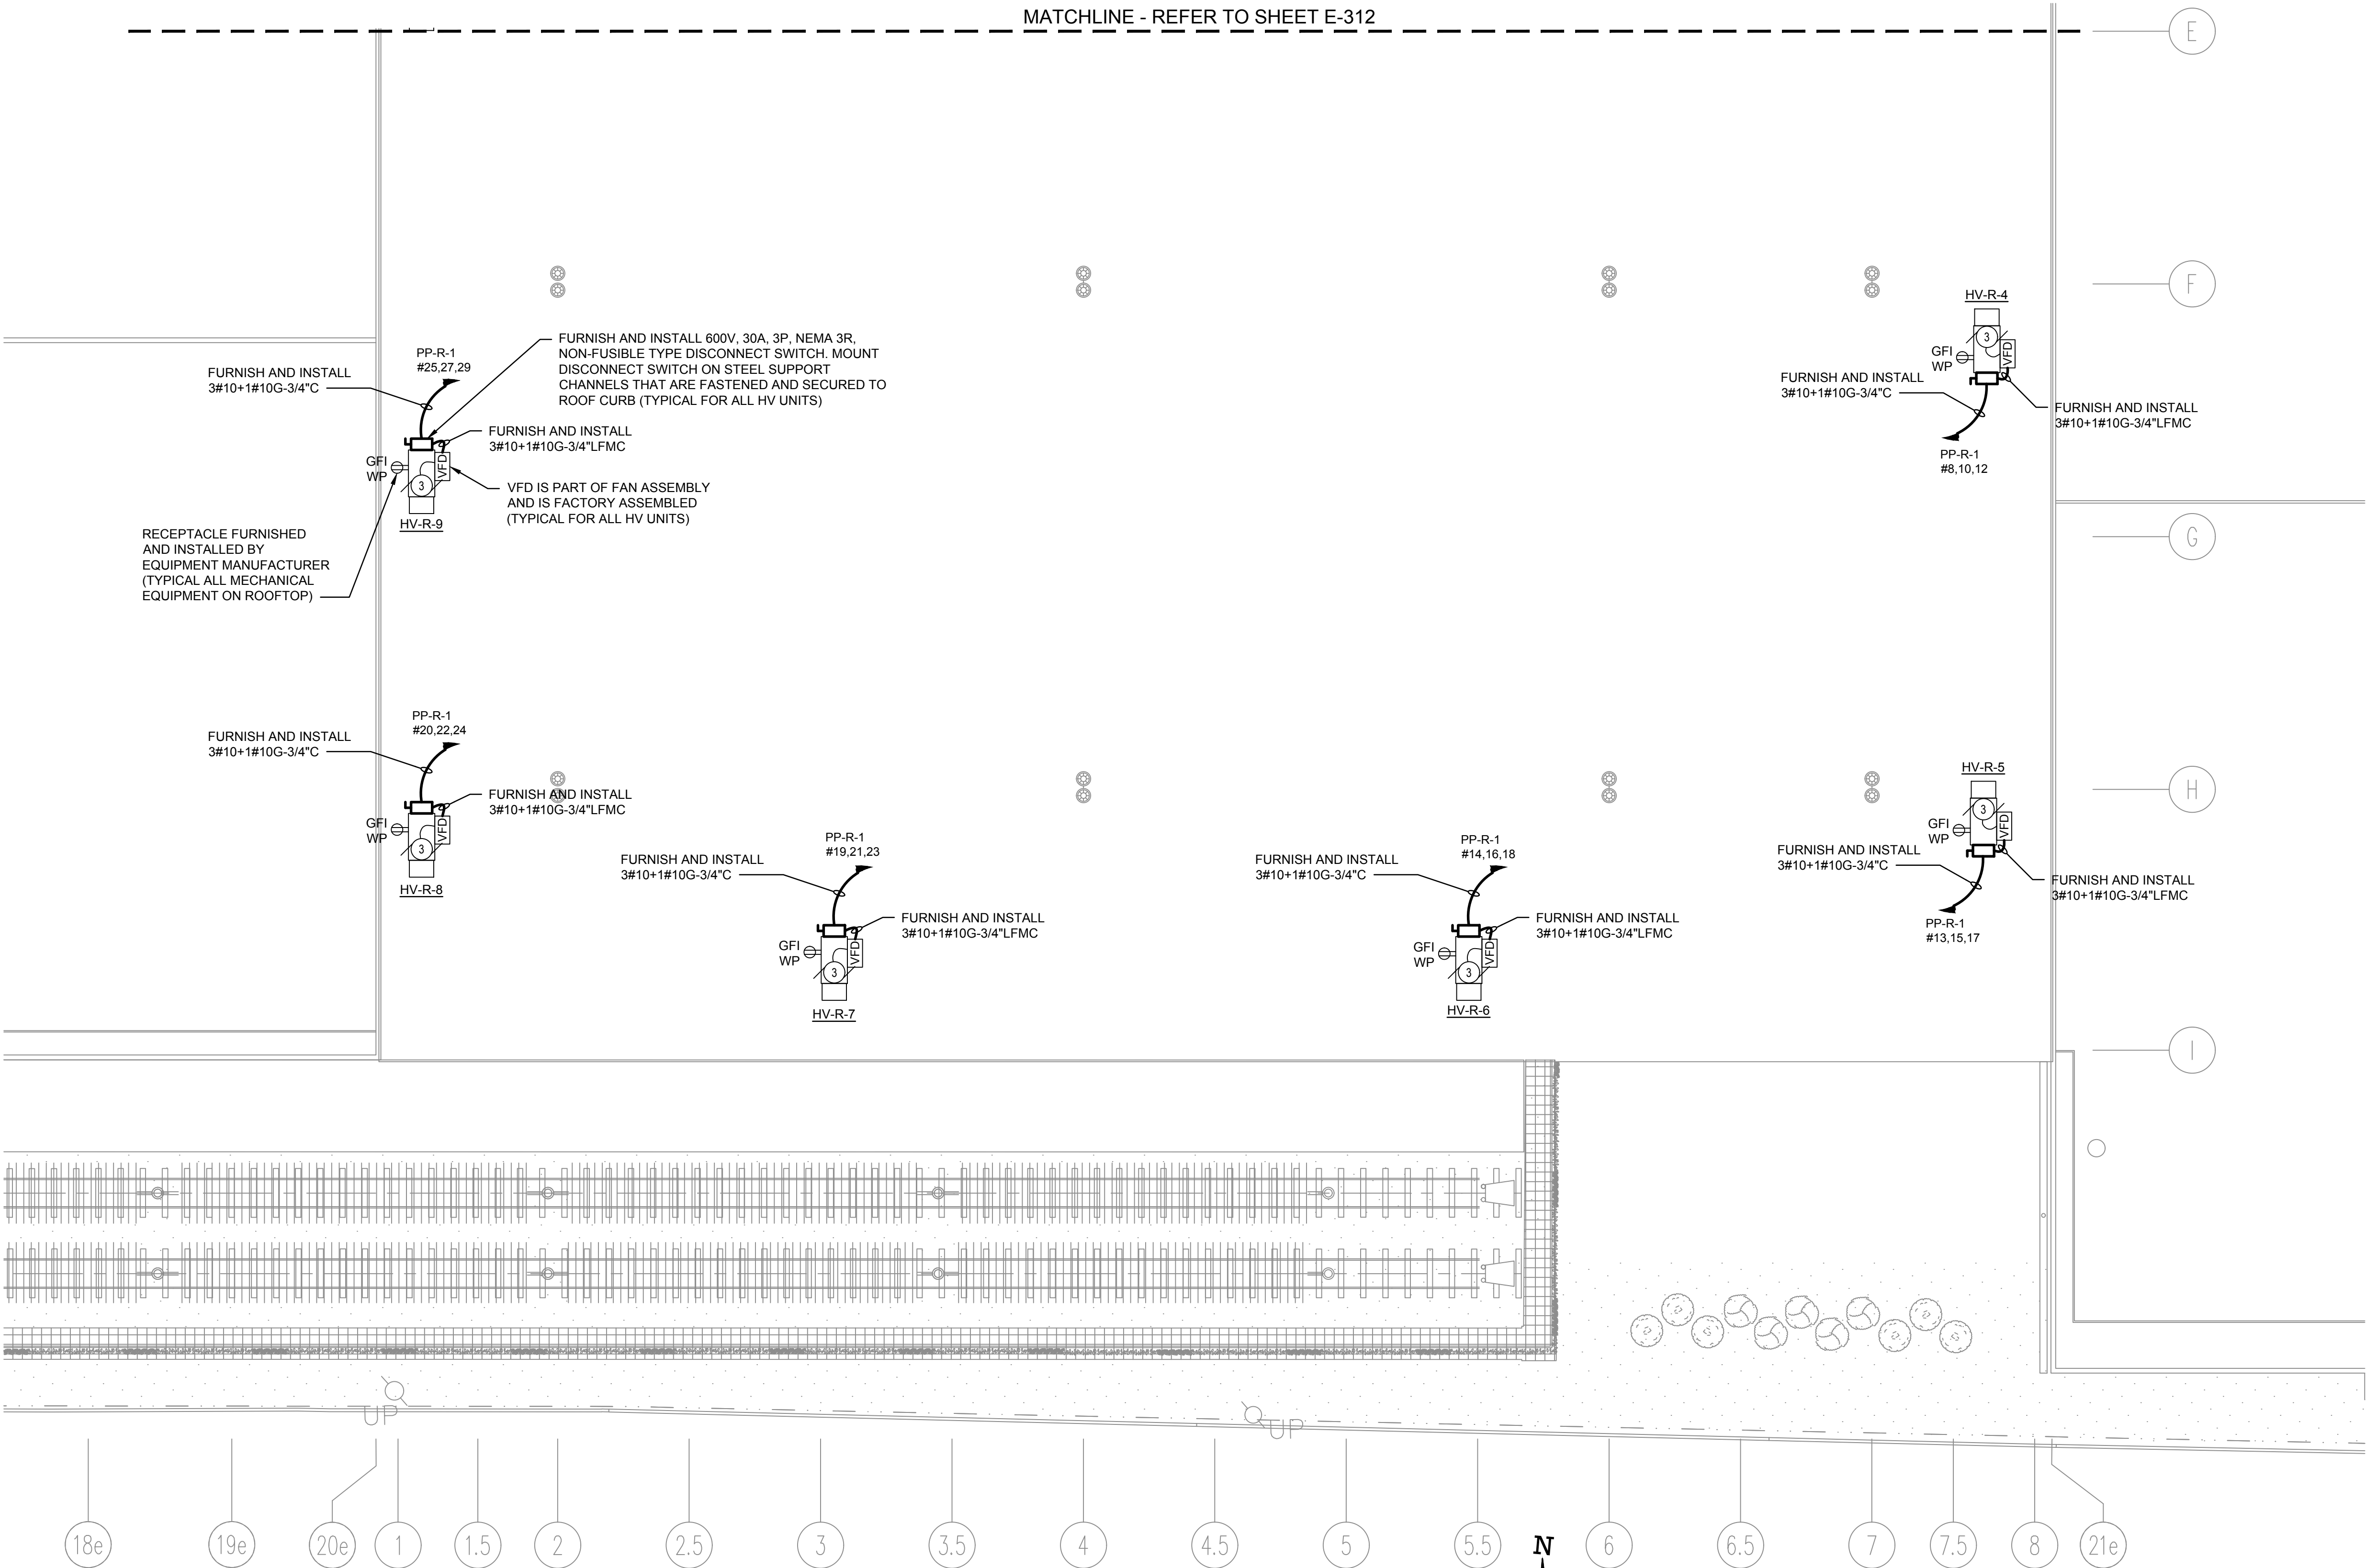 MATCHLINE - REFER TO SHEET E-312
E
F
HV-R-4
3
VFD
GFI
WP
FURNISH AND INSTALL
3#10+1#10G-3/4"C
FURNISH AND INSTALL
3#10+1#10G-3/4"LFMC
PP-R-1
#8,10,12
PP-R-1
#25,27,29
FURNISH AND INSTALL
3#10+1#10G-3/4"C
FURNISH AND INSTALL 600V, 30A, 3P, NEMA 3R,
NON-FUSIBLE TYPE DISCONNECT SWITCH. MOUNT
DISCONNECT SWITCH ON STEEL SUPPORT
CHANNELS THAT ARE FASTENED AND SECURED TO
ROOF CURB (TYPICAL FOR ALL HV UNITS)
FURNISH AND INSTALL
3#10+1#10G-3/4"LFMC
GFI
WP
VFD
3
VFD IS PART OF FAN ASSEMBLY
AND IS FACTORY ASSEMBLED
(TYPICAL FOR ALL HV UNITS)
HV-R-9
RECEPTACLE FURNISHED
AND INSTALLED BY
EQUIPMENT MANUFACTURER
(TYPICAL ALL MECHANICAL
EQUIPMENT ON ROOFTOP)
G
PP-R-1
#20,22,24
FURNISH AND INSTALL
3#10+1#10G-3/4"C
FURNISH AND INSTALL
3#10+1#10G-3/4"LFMC
GFI
WP
VFD
3
HV-R-8
PP-R-1
#19,21,23
FURNISH AND INSTALL
3#10+1#10G-3/4"C
FURNISH AND INSTALL
3#10+1#10G-3/4"LFMC
GFI
WP
VFD
3
HV-R-7
PP-R-1
#14,16,18
FURNISH AND INSTALL
3#10+1#10G-3/4"C
FURNISH AND INSTALL
3#10+1#10G-3/4"LFMC
GFI
WP
VFD
3
HV-R-6
HV-R-5
3
VFD
GFI
WP
FURNISH AND INSTALL
3#10+1#10G-3/4"C
FURNISH AND INSTALL
3#10+1#10G-3/4"LFMC
PP-R-1
#13,15,17
H
I
UP
UP
18e 19e 20e 1 1.5 2 2.5 3 3.5 4 4.5 5 5.5 N 6 6.5 7 7.5 8 21e